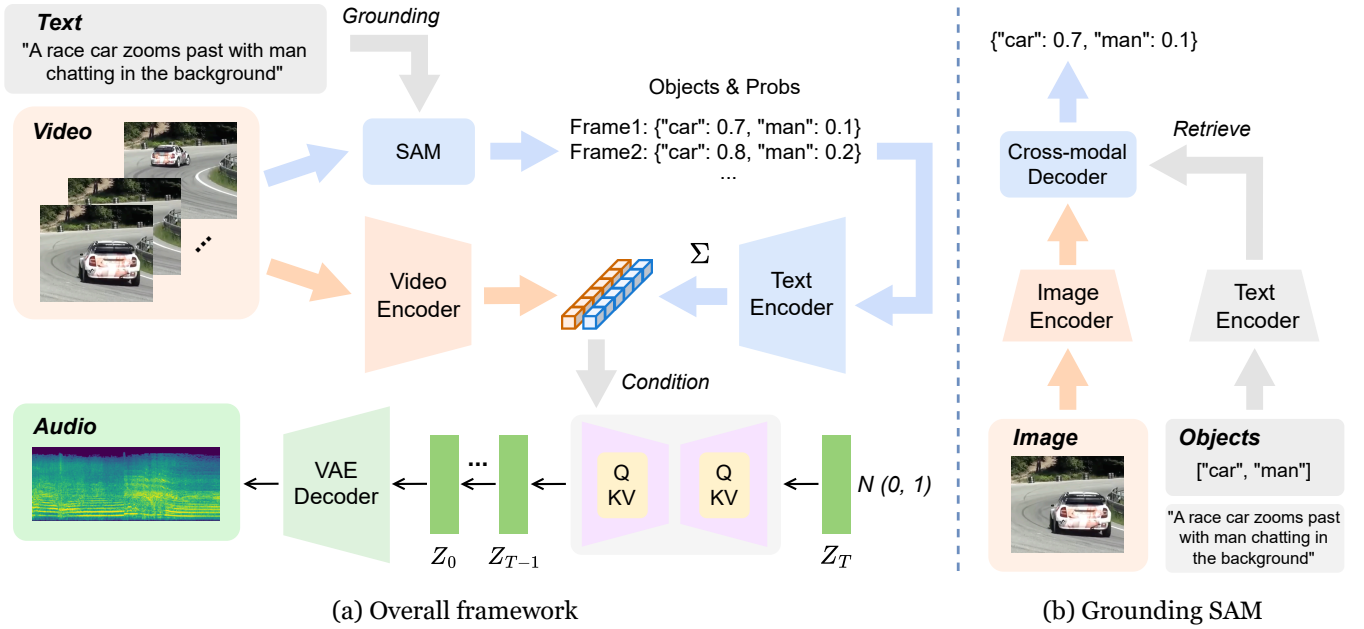 Text
"A race car zooms past with man
chatting in the background"
Grounding
Video
...
SAM
Objects & Probs
Frame1: {"car": 0.7, "man": 0.1}
Frame2: {"car": 0.8, "man": 0.2}
...
Video
Encoder
Σ
Text
Encoder
Condition
Audio
VAE
Decoder
...
Q
KV
Q
KV
N (0, 1)
Z_0
Z_{T−1}
Z_T
(a) Overall framework
{"car": 0.7, "man": 0.1}
Retrieve
Cross-modal
Decoder
Image
Encoder
Text
Encoder
Image
Objects
["car", "man"]
"A race car zooms past
with man chatting in
the background"
(b) Grounding SAM